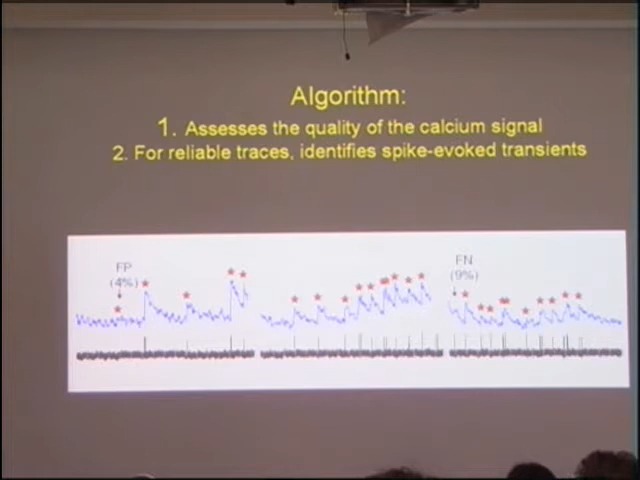 Algorithm:
1. Assesses the quality of the calcium signal
2. For reliable traces, identifies spike-evoked transients
FP
(4%)
FN
(9%)